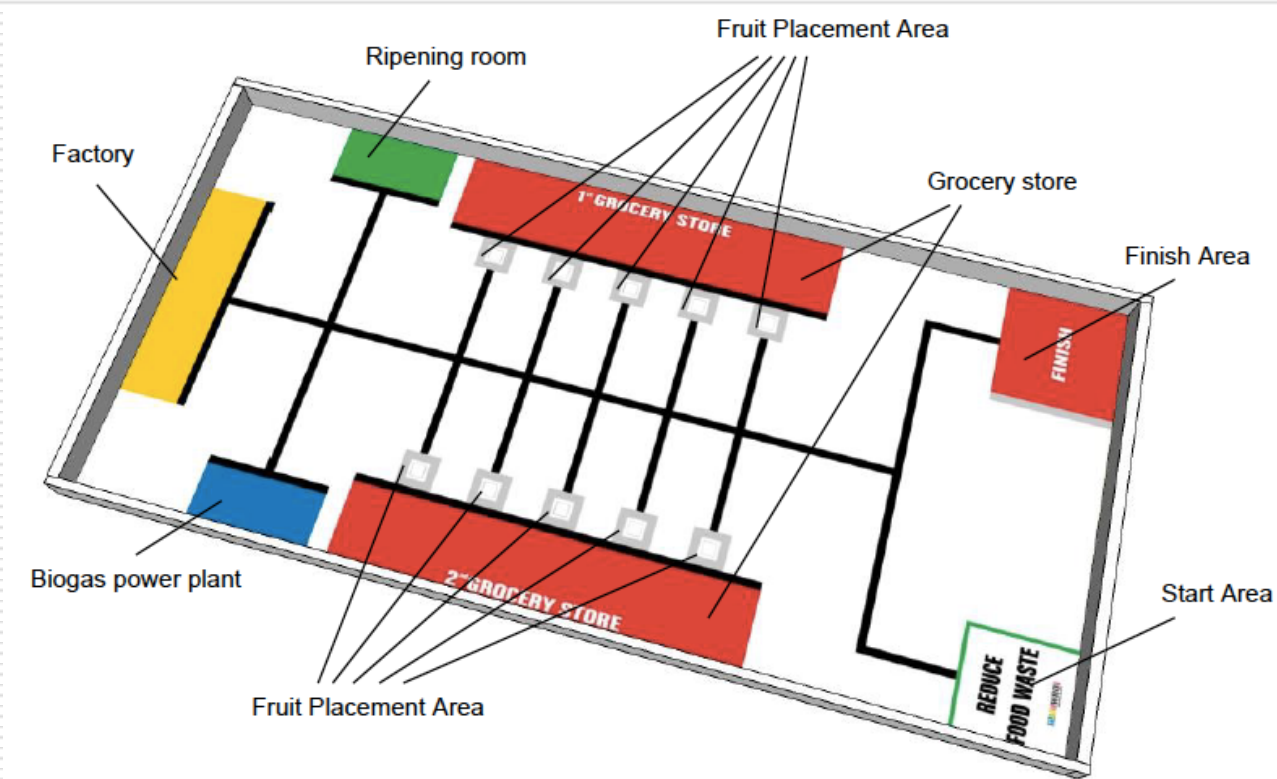 Fruit Placement Area
Ripening room
Factory
Grocery store
1st GROCERY STORE
Finish Area
FINISH
Biogas power plant
2nd GROCERY STORE
Start Area
REDUCE
FOOD WASTE
Fruit Placement Area